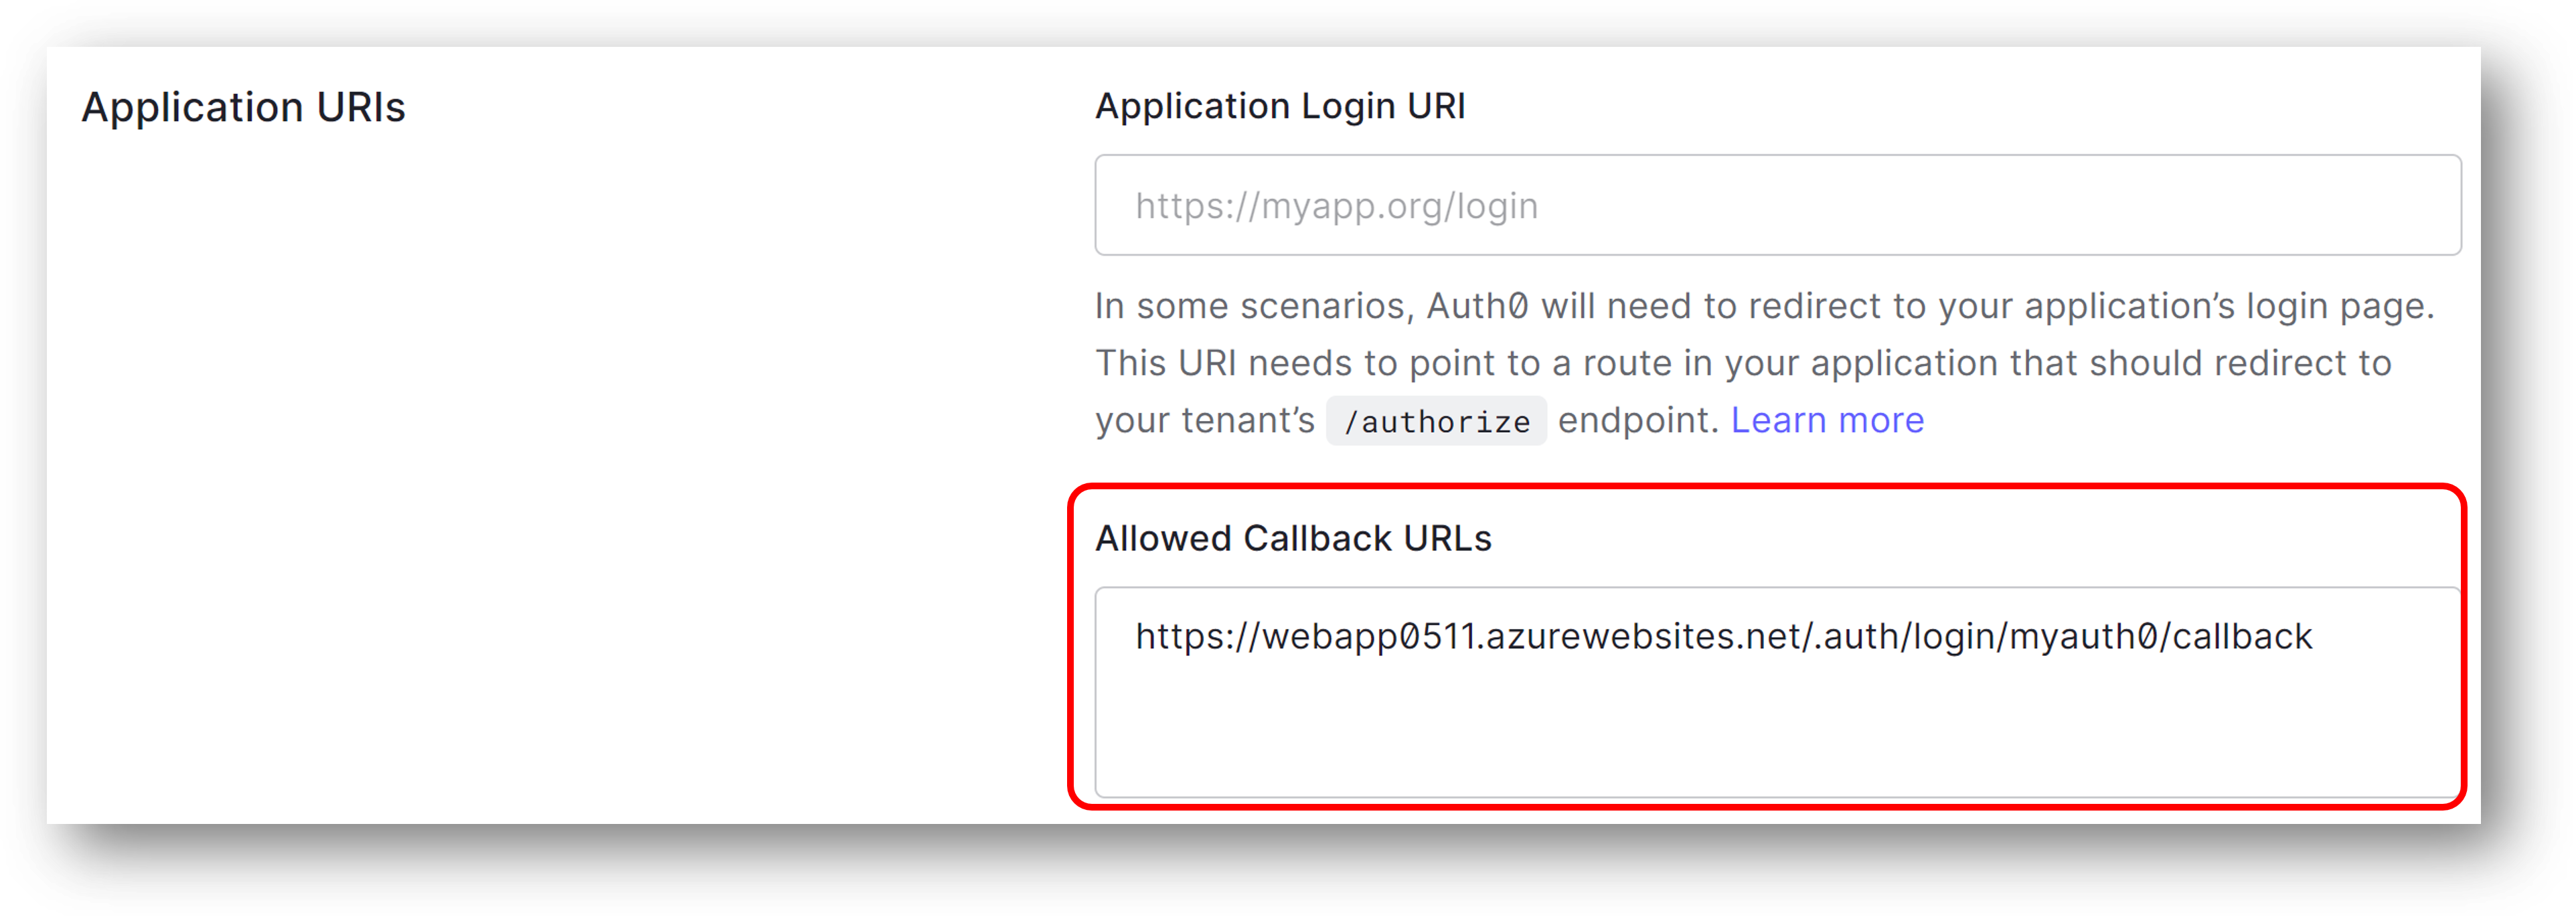 Application URIs
Application Login URI
https://myapp.org/login
In some scenarios, Auth0 will need to redirect to your application’s login page.
This URI needs to point to a route in your application that should redirect to
your tenant’s /authorize endpoint. Learn more
Allowed Callback URLs
https://webapp0511.azurewebsites.net/.auth/login/myauth0/callback